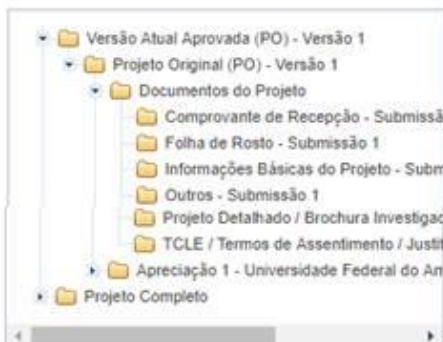 Versão Atual Aprovada (PO) - Versão 1
Projeto Original (PO) - Versão 1
Documentos do Projeto
Comprovante de Recepção - Submissã
Folha de Rosto - Submissão 1
Informações Básicas do Projeto - Subm
Outros - Submissão 1
Projeto Detalhado / Brochura Investigad
TCLE / Termos de Assentimento / Justif
Apreciação 1 - Universidade Federal do Am
Projeto Completo